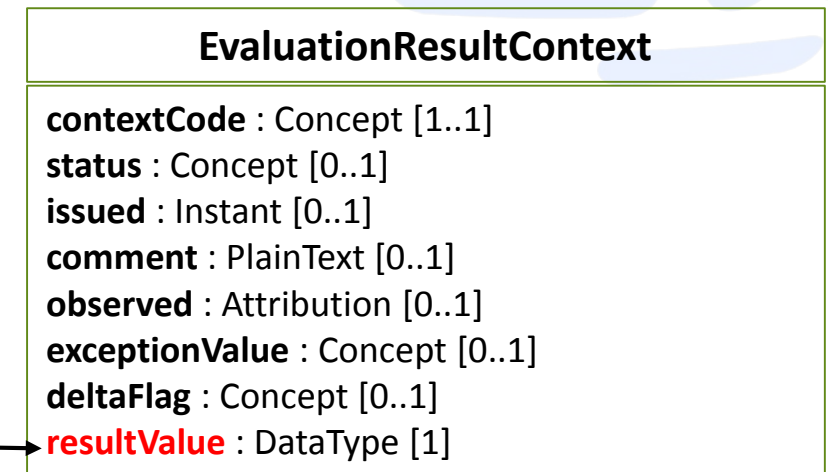 EvaluationResultContext
contextCode : Concept [1..1]
status : Concept [0..1]
issued : Instant [0..1]
comment : PlainText [0..1]
observed : Attribution [0..1]
exceptionValue : Concept [0..1]
deltaFlag : Concept [0..1]
resultValue : DataType [1]